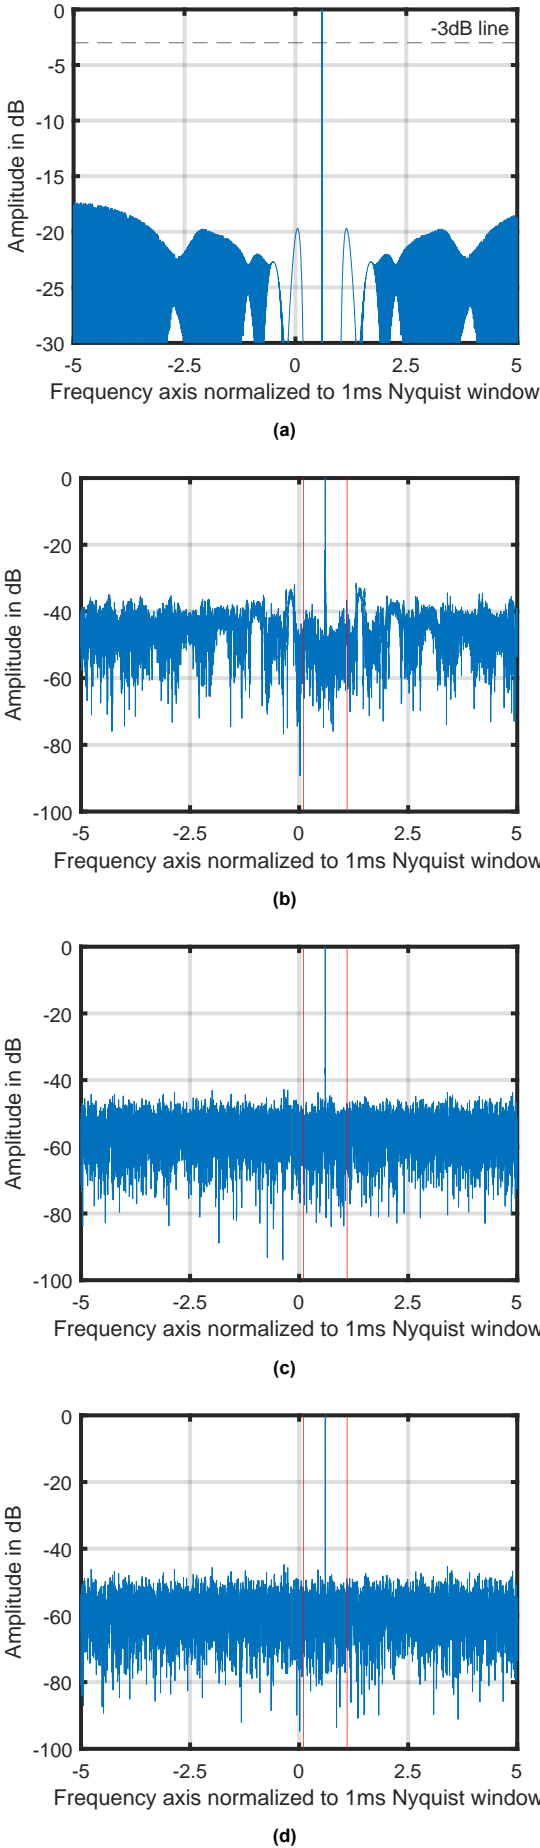 0
-3dB line
-5
-10
-15
-20
-25
-30
Amplitude in dB
-5 -2.5 0 2.5 5
Frequency axis normalized to 1ms Nyquist window
(a)
0
-20
-40
-60
-80
-100
Amplitude in dB
-5 -2.5 0 2.5 5
Frequency axis normalized to 1ms Nyquist window
(b)
0
-20
-40
-60
-80
-100
Amplitude in dB
-5 -2.5 0 2.5 5
Frequency axis normalized to 1ms Nyquist window
(c)
0
-20
-40
-60
-80
-100
Amplitude in dB
-5 -2.5 0 2.5 5
Frequency axis normalized to 1ms Nyquist window
(d)